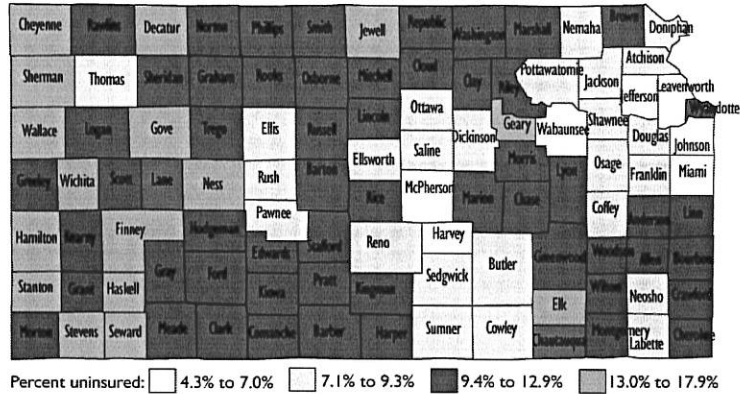 Cheyenne Rawlins Decatur Norton Phillips Smith Jewell Republic Washington Marshall Nemaha Brown Doniphan
Sherman Thomas Sheridan Graham Rooks Osborne Mitchell Cloud Clay Riley Pottawatomie Jackson Atchison Jefferson Leavenworth Wyandotte
Wallace Logan Gove Trego Ellis Russell Lincoln Ottawa Saline Dickinson Geary Wabaunsee Shawnee Douglas Johnson
Greeley Wichita Scott Lane Ness Rush Barton Ellsworth Rice McPherson Marion Morris Chase Lyon Osage Franklin Miami
Hamilton Kearny Finney Hodgeman Pawnee Edwards Stafford Reno Harvey Sedgwick Butler Greenwood Coffey Woodson Anderson Allen Linn Bourbon
Stanton Grant Haskell Gray Ford Kiowa Pratt Kingman Elk Wilson Neosho Crawford
Morton Stevens Seward Meade Clark Comanche Barber Harper Sumner Cowley Chautauqua Montgomery Labette Cherokee
Percent uninsured: 4.3% to 7.0% 7.1% to 9.3% 9.4% to 12.9% 13.0% to 17.9%